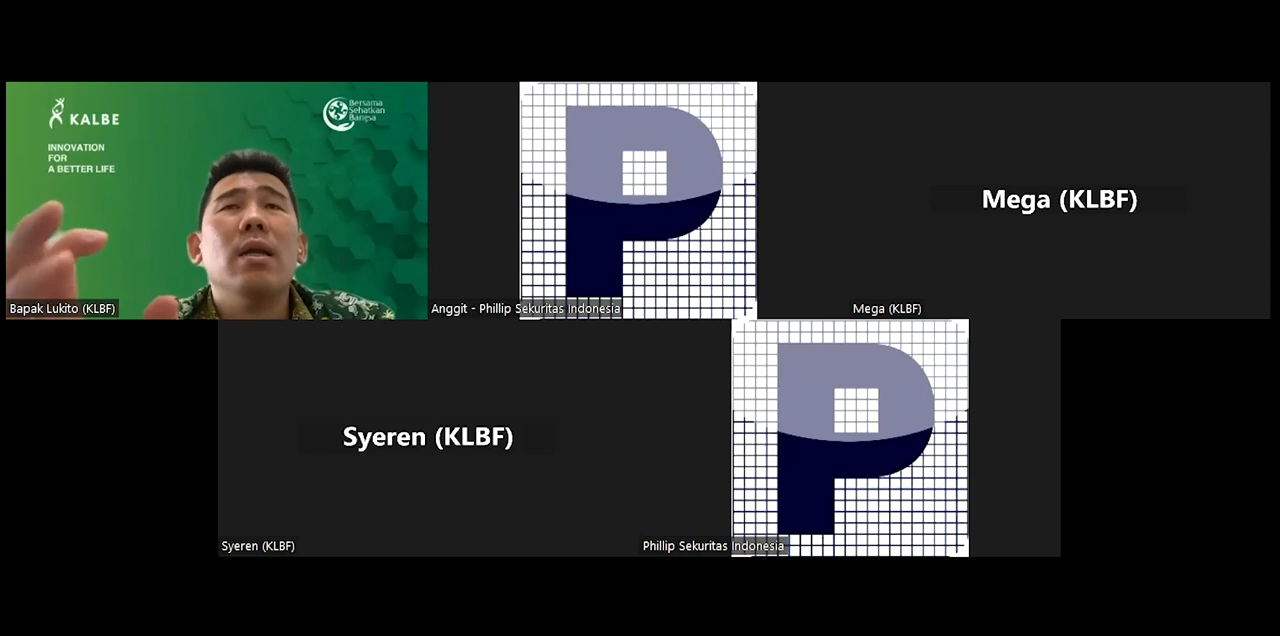 KALBE
Bersama
Sehatkan
Bangsa
INNOVATION
FOR
A BETTER LIFE
Bapak Lukito (KLBF)
Anggit - Phillip Sekuritas Indonesia
Mega (KLBF)
Mega (KLBF)
Syeren (KLBF)
Syeren (KLBF)
P
P
Phillip Sekuritas Indonesia